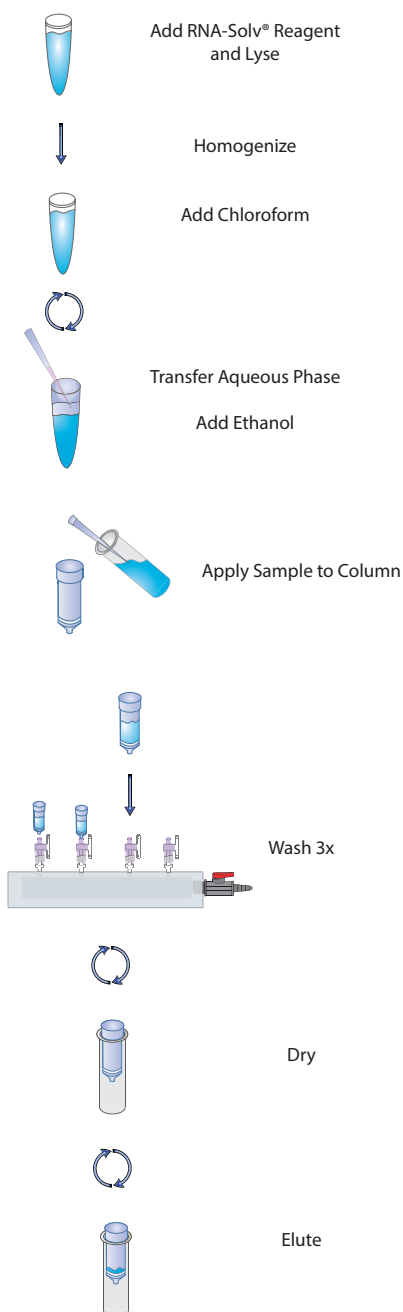 Add RNA-Solv® Reagent
and Lyse
Homogenize
Add Chloroform
Transfer Aqueous Phase
Add Ethanol
Apply Sample to Column
Wash 3x
Dry
Elute